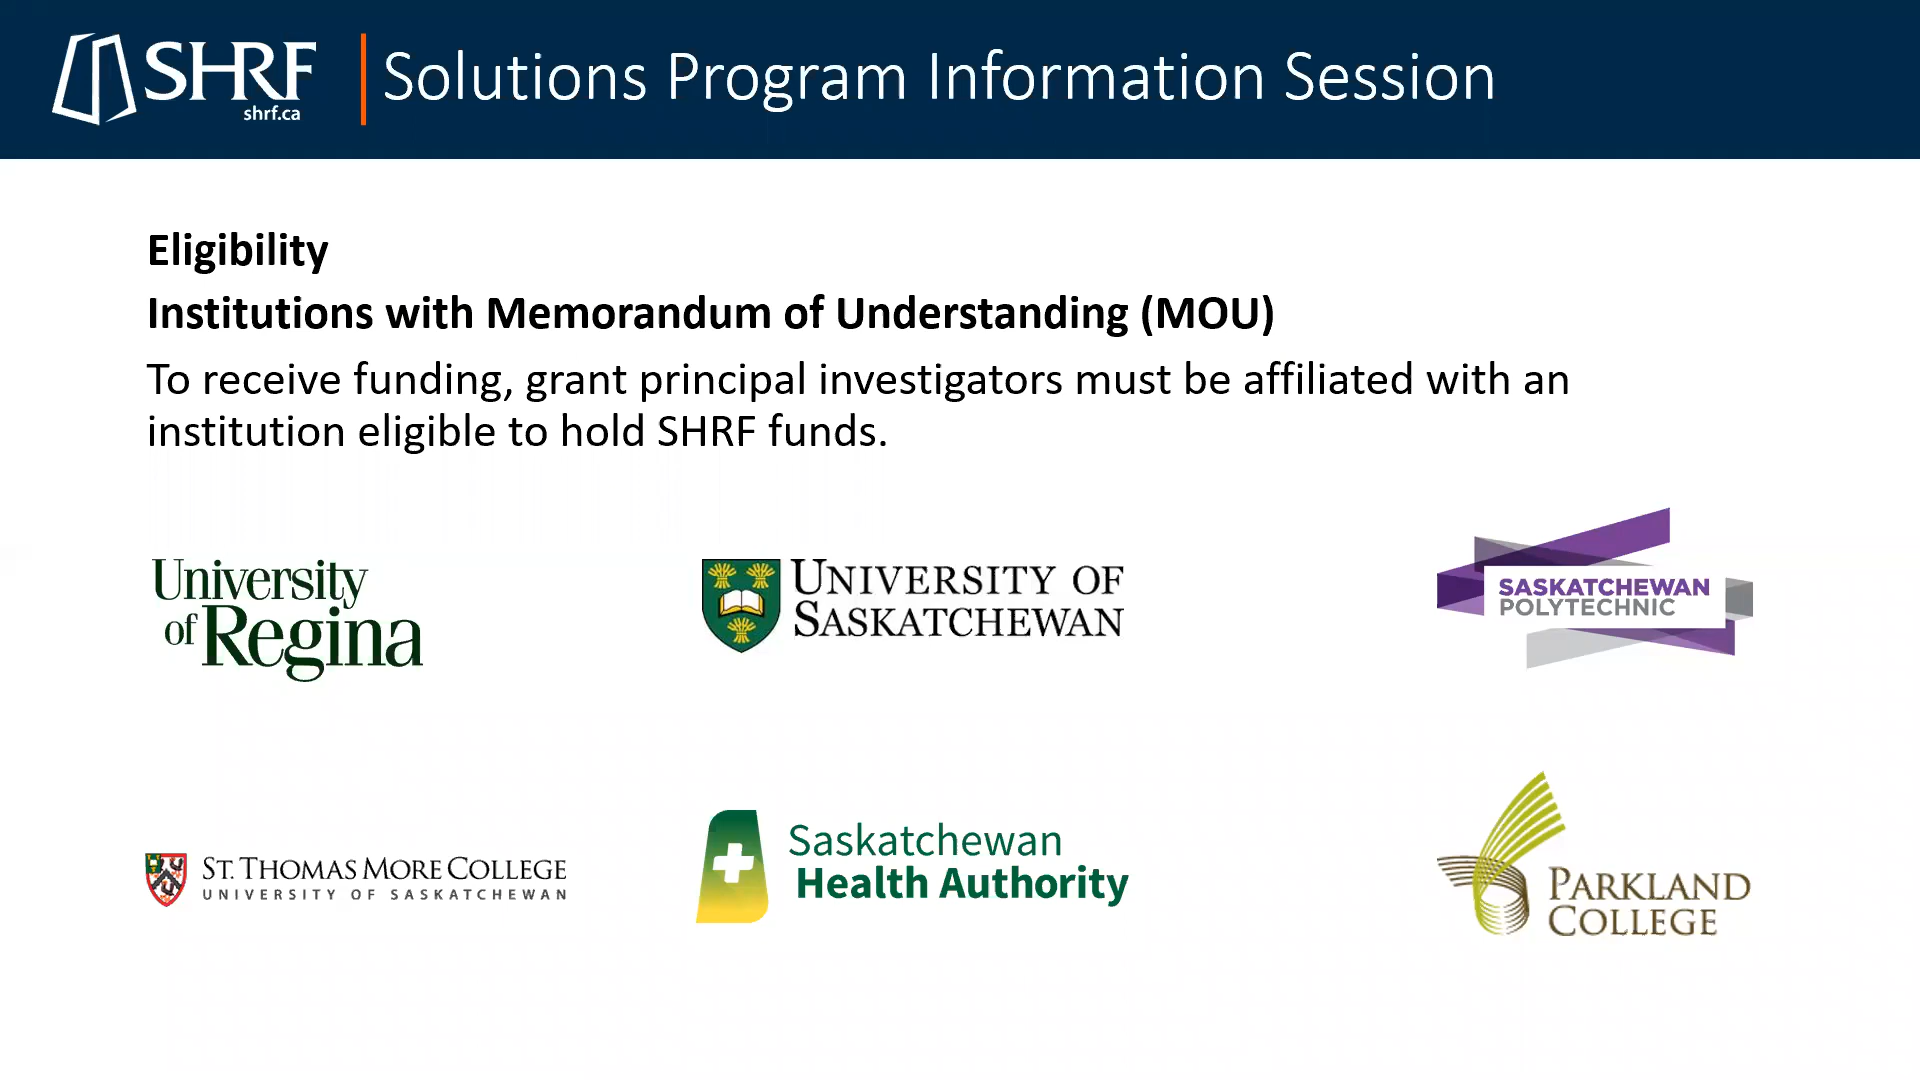 SHRF
shrf.ca
Solutions Program Information Session
Eligibility
Institutions with Memorandum of Understanding (MOU)
To receive funding, grant principal investigators must be affiliated with an
institution eligible to hold SHRF funds.
University
of Regina
UNIVERSITY OF
SASKATCHEWAN
SASKATCHEWAN
POLYTECHNIC
ST. THOMAS MORE COLLEGE
UNIVERSITY OF SASKATCHEWAN
Saskatchewan
Health Authority
PARKLAND
COLLEGE